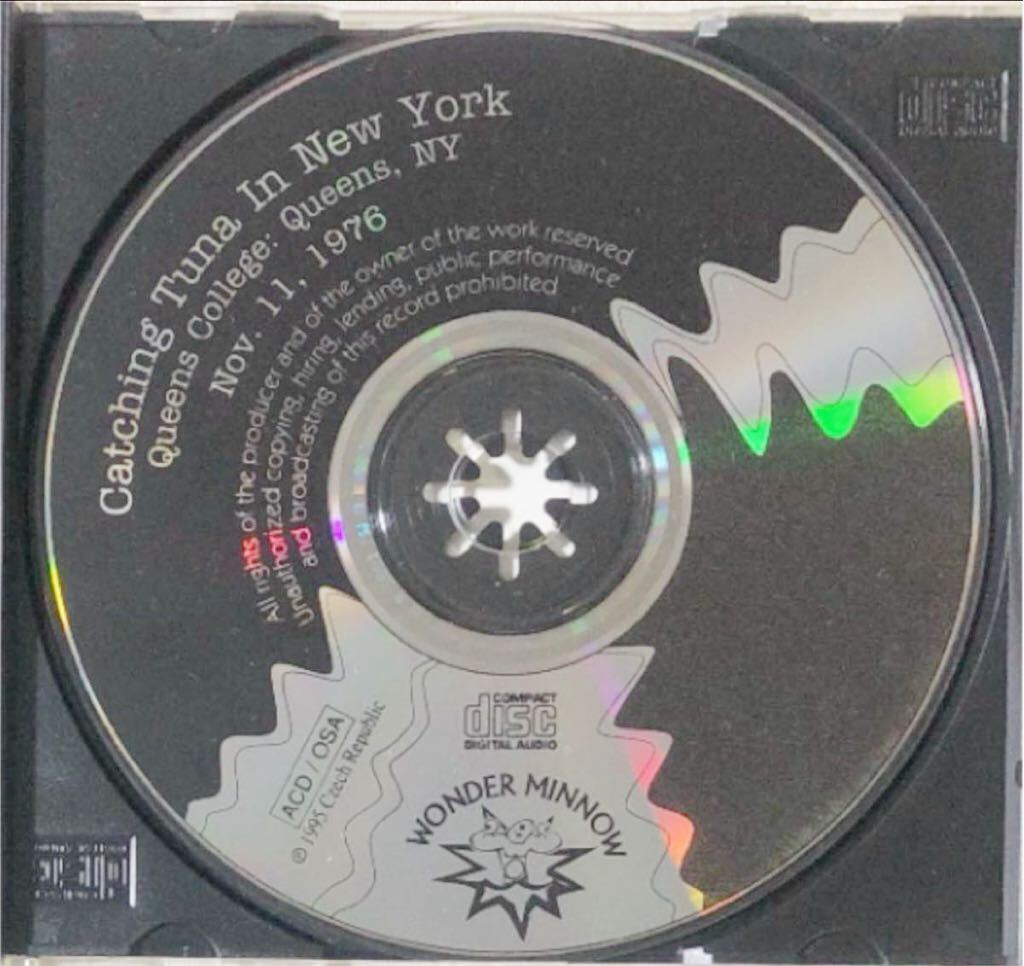 Catching Tuna In New York
Queens College: Queens, NY
Nov. 11, 1976
All rights of the producer and of the owner of the work reserved
Unauthorized copying, hiring, lending, public performance
and broadcasting of this record prohibited
COMPACT
disc
DIGITAL AUDIO
ACD / OSA
℗ 1995 Czech Republic
WONDER MINNOW
COMPACT
disc